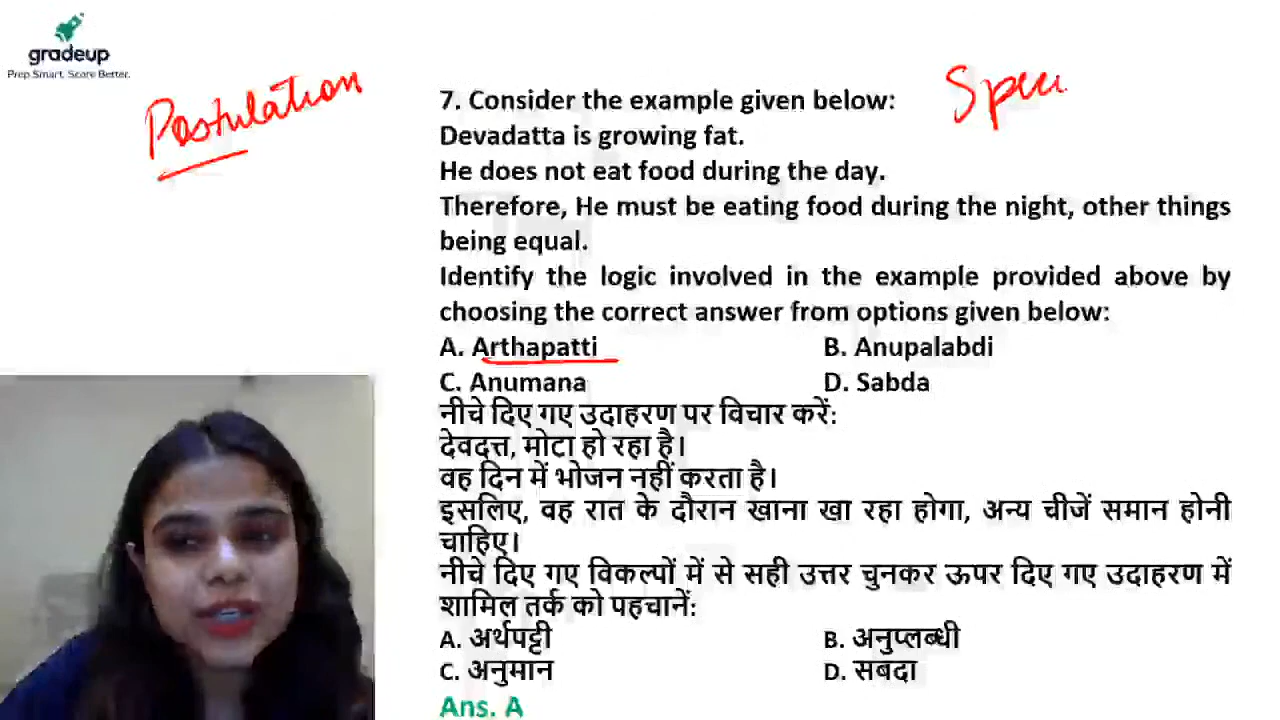 gradeup
Prep Smart. Score Better.
Postulation
Spec
7. Consider the example given below:
Devadatta is growing fat.
He does not eat food during the day.
Therefore, He must be eating food during the night, other things
being equal.
Identify the logic involved in the example provided above by
choosing the correct answer from options given below:
A. Arthapatti B. Anupalabdi
C. Anumana D. Sabda
नीचे दिए गए उदाहरण पर विचार करें:
देवदत्त, मोटा हो रहा है।
वह दिन में भोजन नहीं करता है।
इसलिए, वह रात के दौरान खाना खा रहा होगा, अन्य चीजें समान होनी
चाहिए।
नीचे दिए गए विकल्पों में से सही उत्तर चुनकर ऊपर दिए गए उदाहरण में
शामिल तर्क को पहचानें:
A. अर्थपट्टी B. अनुप्लब्धी
C. अनुमान D. सबदा
Ans. A